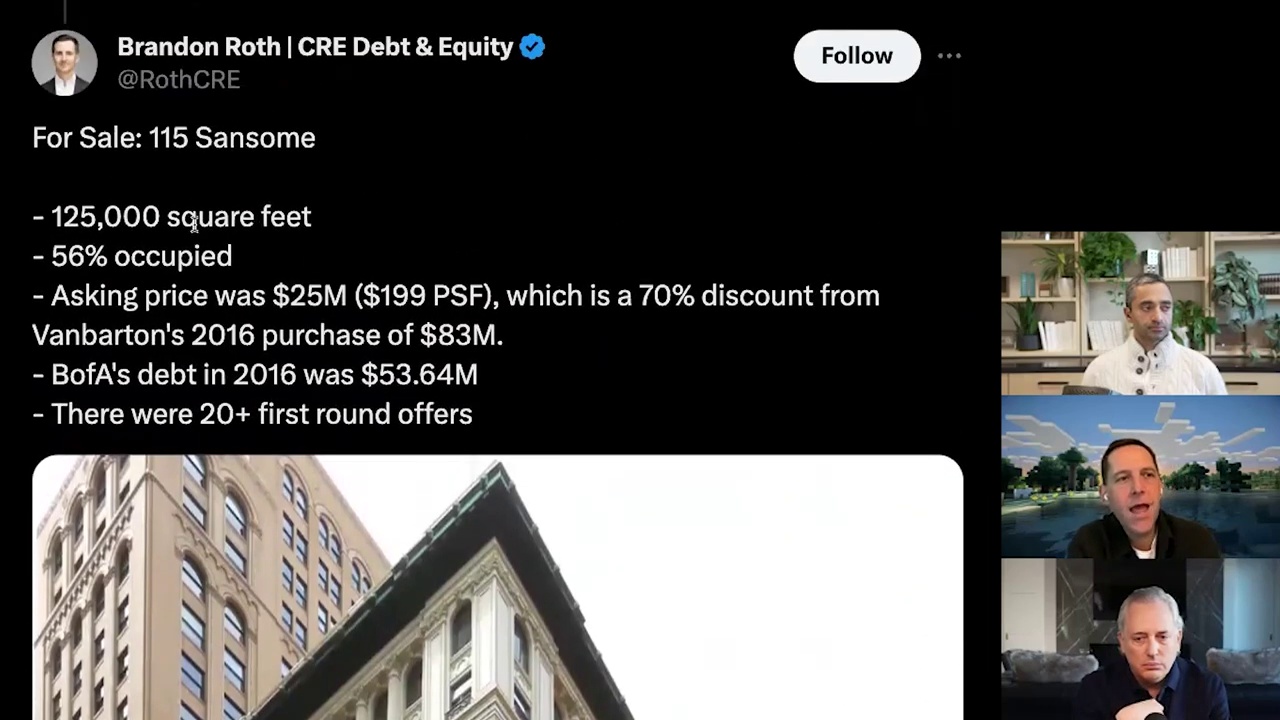 Brandon Roth | CRE Debt & Equity
@RothCRE
Follow
For Sale: 115 Sansome
- 125,000 square feet
- 56% occupied
- Asking price was $25M ($199 PSF), which is a 70% discount from
Vanbarton's 2016 purchase of $83M.
- BofA's debt in 2016 was $53.64M
- There were 20+ first round offers